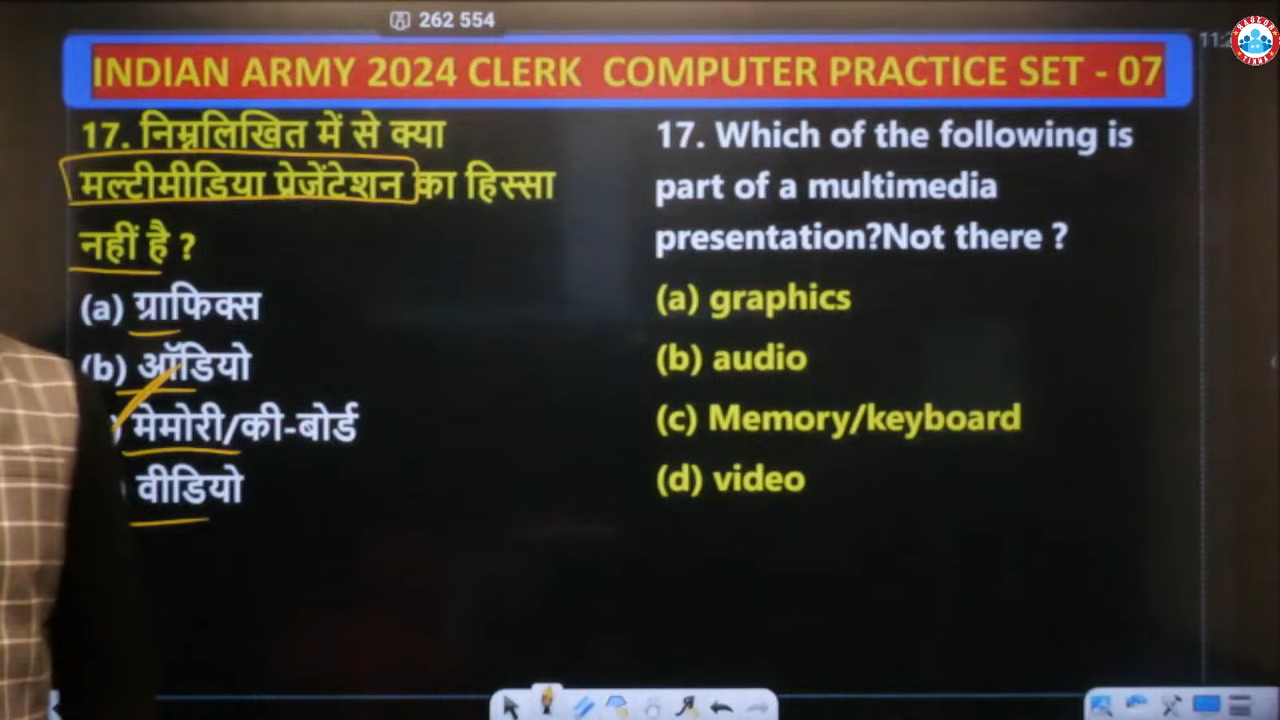 262 554
INDIAN ARMY 2024 CLERK COMPUTER PRACTICE SET - 07
17. निम्नलिखित में से क्या
मल्टीमीडिया प्रेजेंटेशन का हिस्सा
नहीं है ?
(a) ग्राफिक्स
(b) ऑडियो
) मेमोरी/की-बोर्ड
) वीडियो
17. Which of the following is
part of a multimedia
presentation?Not there ?
(a) graphics
(b) audio
(c) Memory/keyboard
(d) video